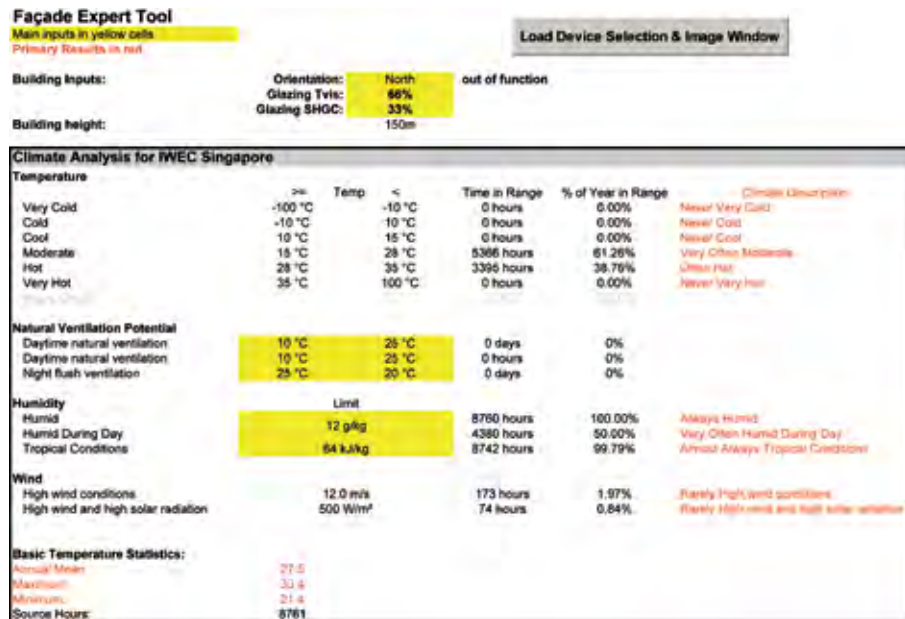 Façade Expert Tool
Main inputs in yellow cells
Primary Results in red
Load Device Selection & Image Window
Building Inputs: Orientation: North out of function
Glazing Tvis: 66%
Glazing SHGC: 33%
Building height: 150m
Climate Analysis for IWEC Singapore
Temperature
>= Temp < Time in Range % of Year in Range Climate Description
Very Cold -100 °C -10 °C 0 hours 0.00% Never Very Cold
Cold -10 °C 10 °C 0 hours 0.00% Never Cold
Cool 10 °C 15 °C 0 hours 0.00% Never Cool
Moderate 15 °C 28 °C 5366 hours 61.26% Very Often Moderate
Hot 28 °C 35 °C 3395 hours 38.76% Often Hot
Very Hot 35 °C 100 °C 0 hours 0.00% Never Very Hot
Natural Ventilation Potential
Daytime natural ventilation 10 °C 25 °C 0 days 0%
Daytime natural ventilation 10 °C 25 °C 0 hours 0%
Night flush ventilation 25 °C 20 °C 0 days 0%
Humidity Limit
Humid 12 g/kg 8760 hours 100.00% Always Humid
Humid During Day 4380 hours 50.00% Very Often Humid During Day
Tropical Conditions 64 kJ/kg 8742 hours 99.79% Almost Always Tropical Conditions
Wind
High wind conditions 12.0 m/s 173 hours 1.97% Rarely High wind conditions
High wind and high solar radiation 500 W/m² 74 hours 0.84% Rarely High wind and high solar radiation
Basic Temperature Statistics:
Annual Mean: 27.5
Maximum:
Minimum: 21.4
Source Hours: 8761